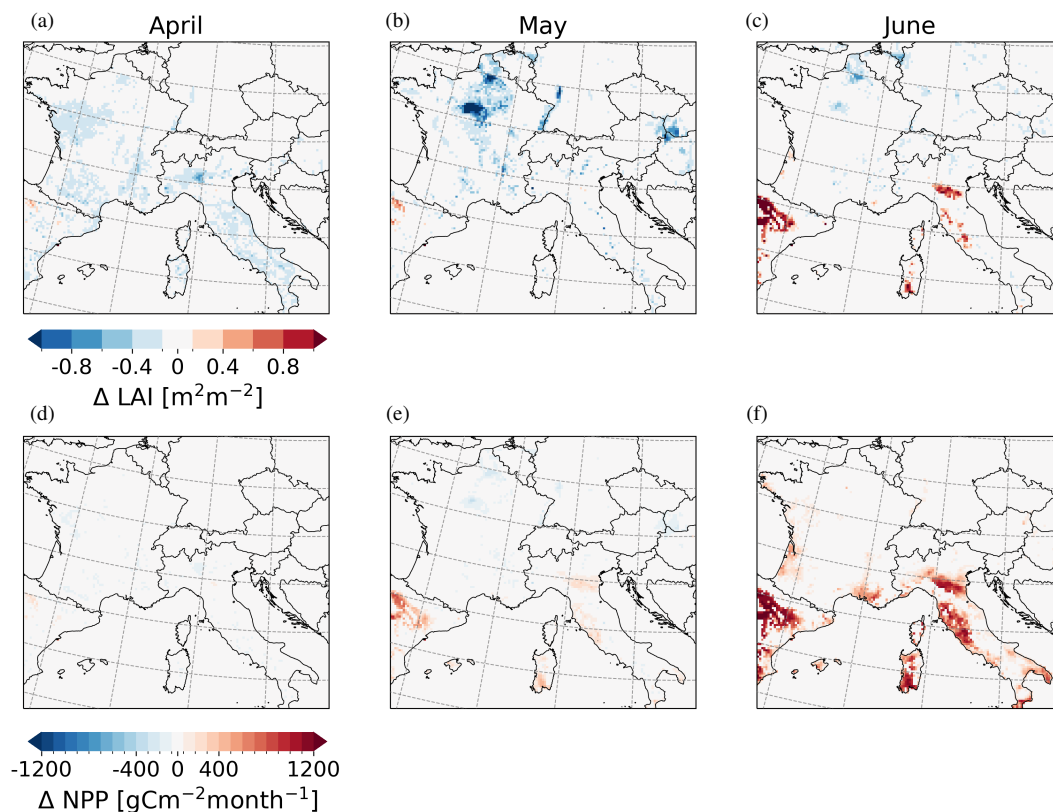 (a) April (b) May (c) June
-0.8 -0.4 0 0.4 0.8
Δ LAI [m²m⁻²]
(d) (e) (f)
-1200 -400 0 400 1200
Δ NPP [gCm⁻²month⁻¹]